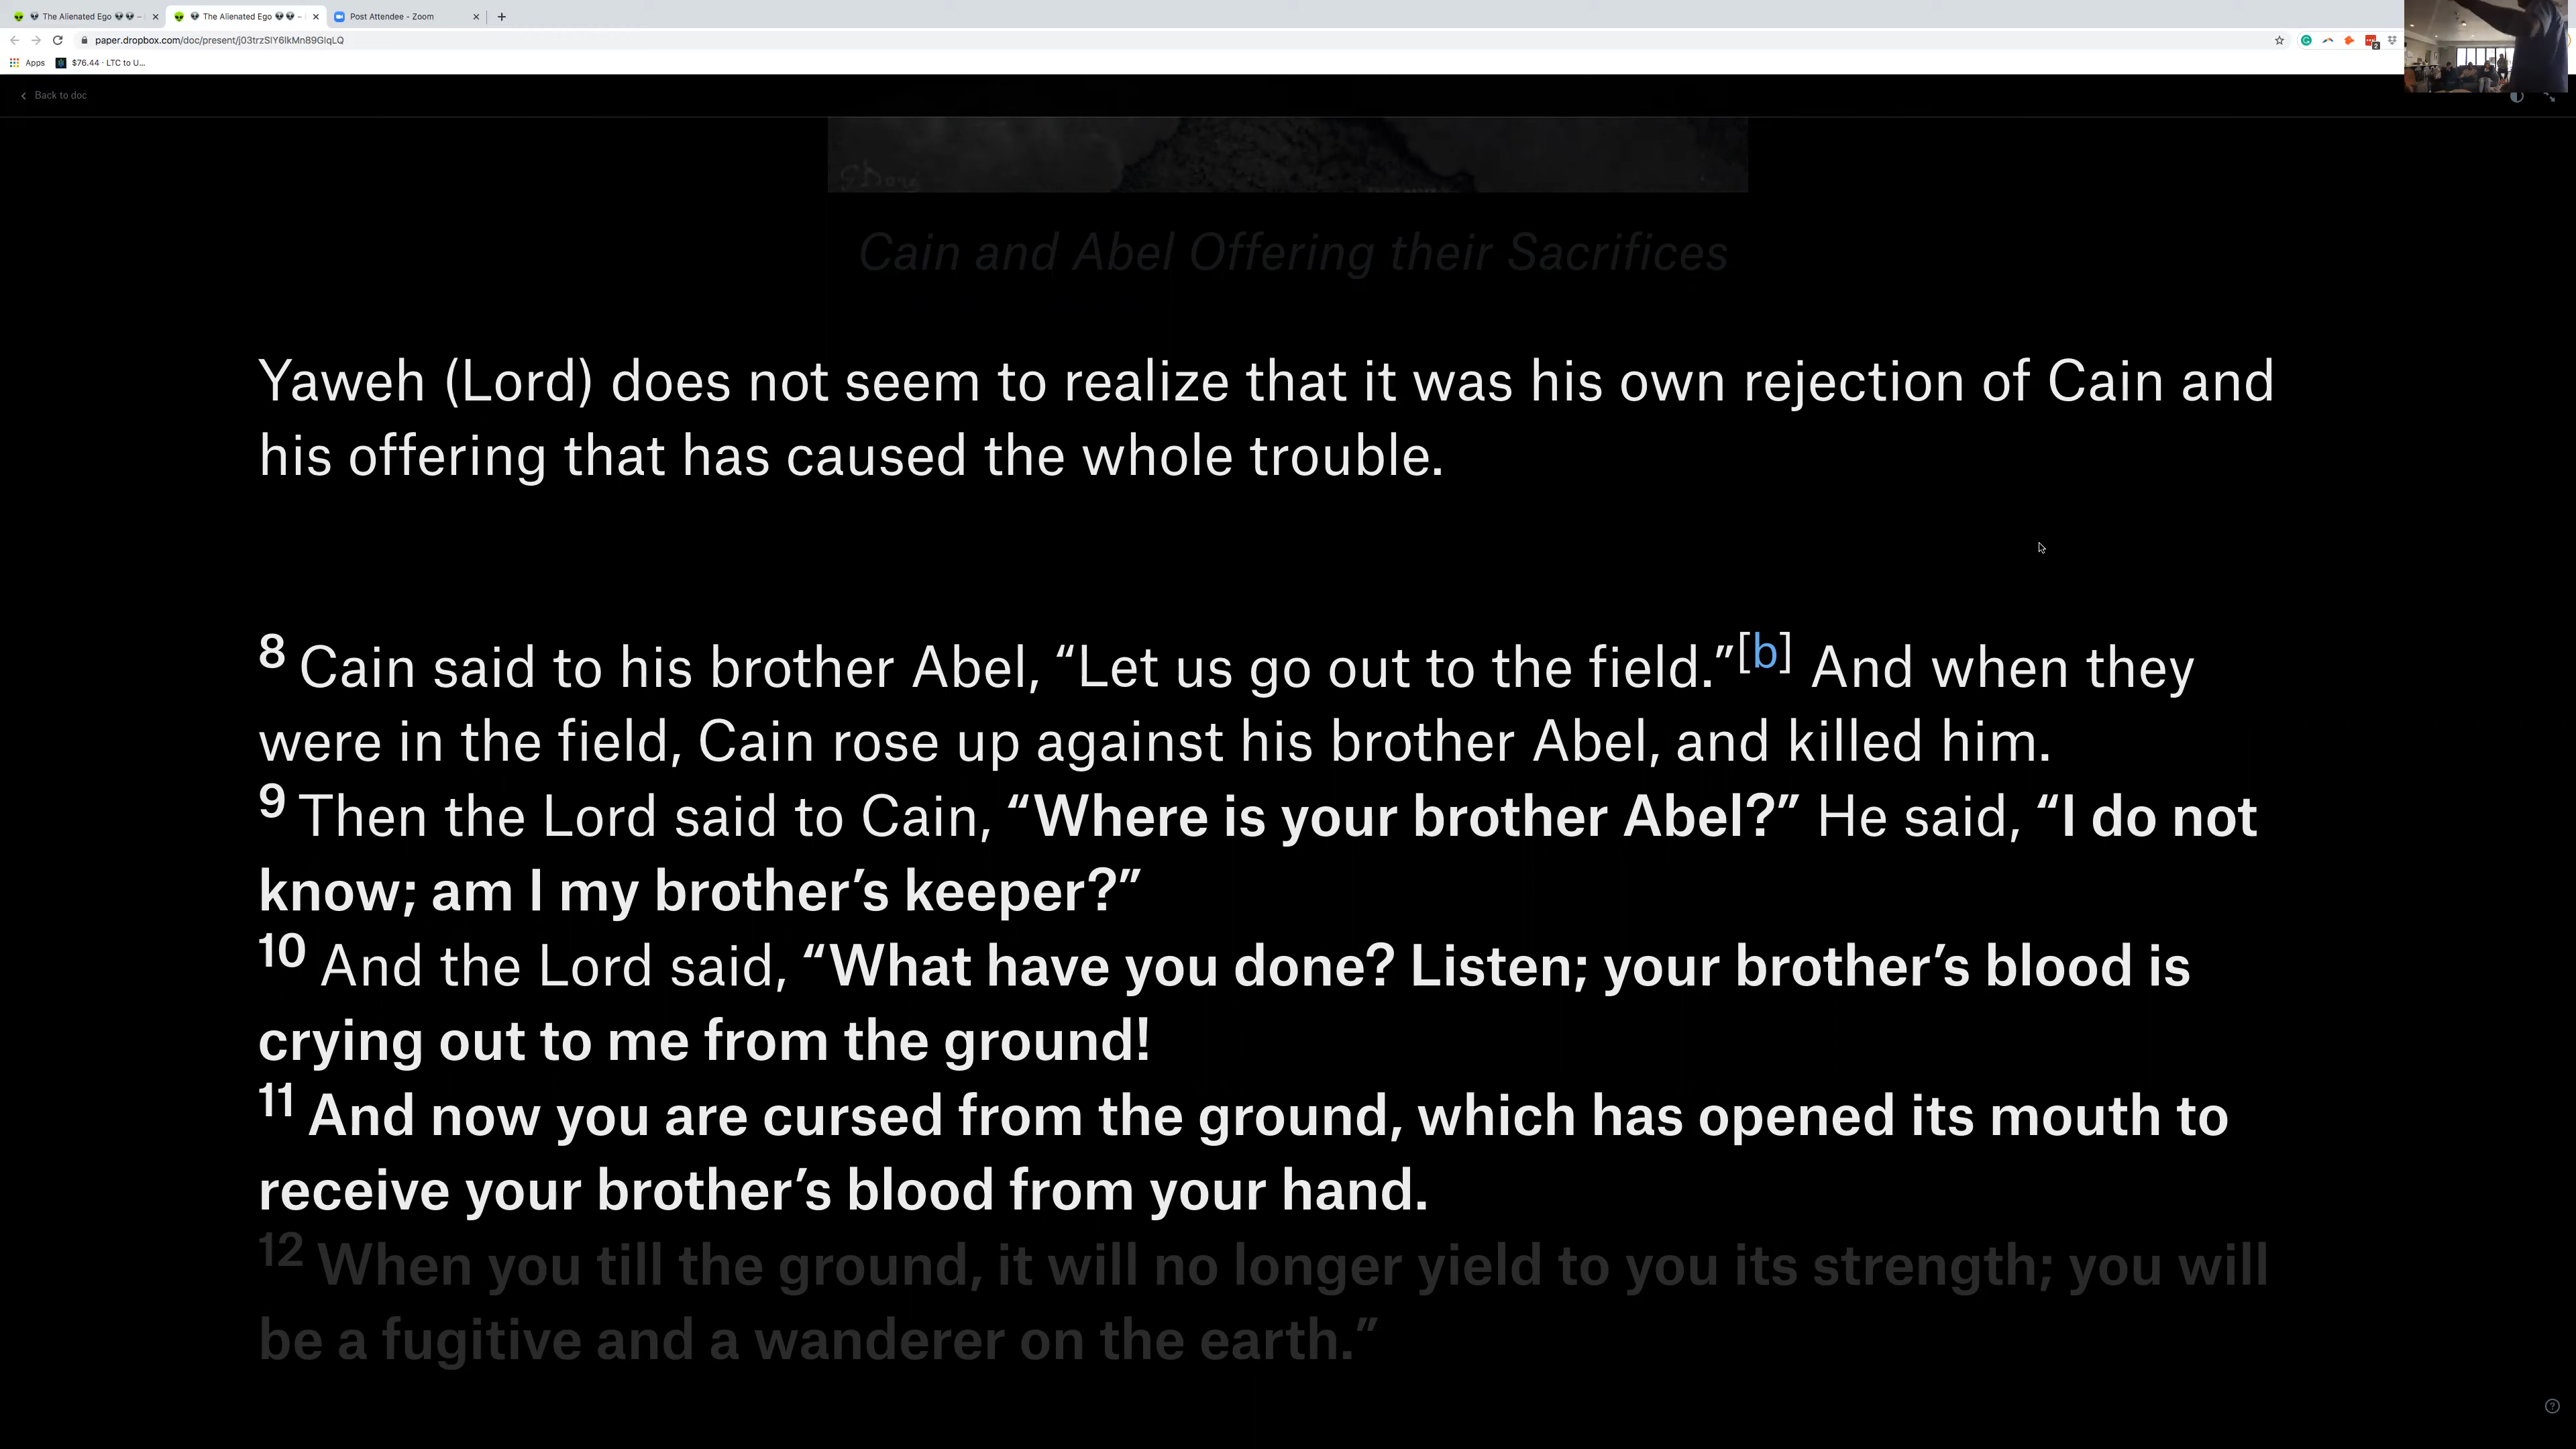 The Alienated Ego
The Alienated Ego
Post Attendee - Zoom
paper.dropbox.com/doc/present/j03trzSIY6lkMn89GlqLQ
Apps
$76.44 · LTC to U...
Back to doc
GDoré
Cain and Abel Offering their Sacrifices
Yaweh (Lord) does not seem to realize that it was his own rejection of Cain and
his offering that has caused the whole trouble.
8 Cain said to his brother Abel, “Let us go out to the field.”[b] And when they
were in the field, Cain rose up against his brother Abel, and killed him.
9 Then the Lord said to Cain, “Where is your brother Abel?” He said, “I do not
know; am I my brother’s keeper?”
10 And the Lord said, “What have you done? Listen; your brother’s blood is
crying out to me from the ground!
11 And now you are cursed from the ground, which has opened its mouth to
receive your brother’s blood from your hand.
12 When you till the ground, it will no longer yield to you its strength; you will
be a fugitive and a wanderer on the earth.”